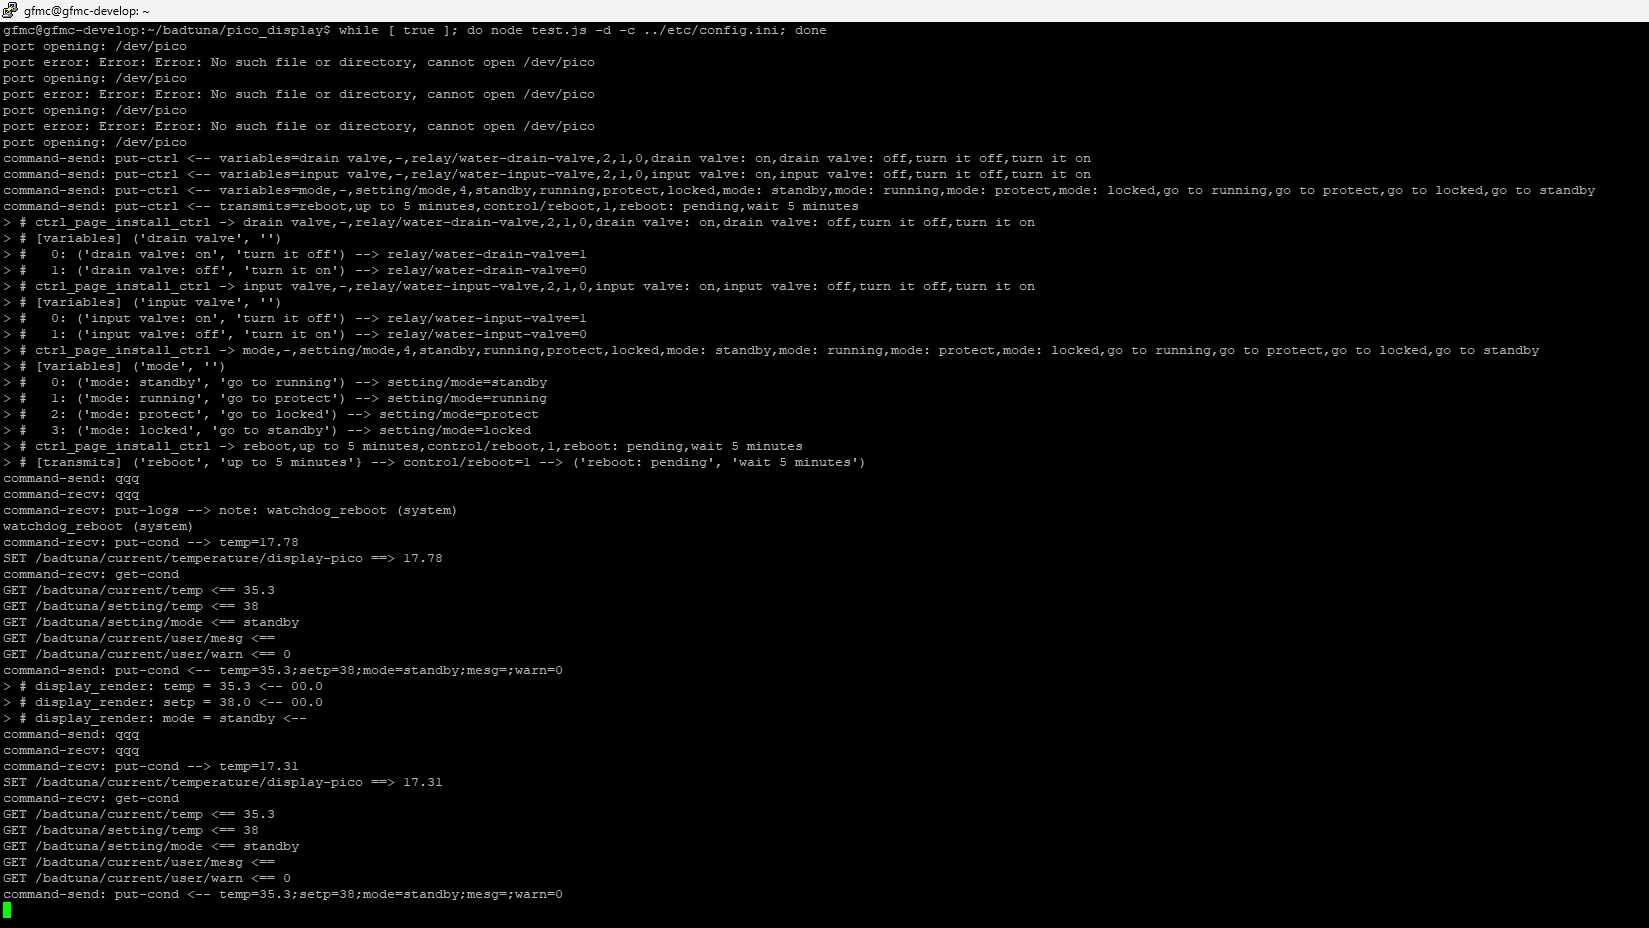 gfmc@gfmc-develop: ~
gfmc@gfmc-develop:~/badtuna/pico_display$ while [ true ]; do node test.js -d -c ../etc/config.ini; done
port opening: /dev/pico
port error: Error: Error: No such file or directory, cannot open /dev/pico
port opening: /dev/pico
port error: Error: Error: No such file or directory, cannot open /dev/pico
port opening: /dev/pico
port error: Error: Error: No such file or directory, cannot open /dev/pico
port opening: /dev/pico
command-send: put-ctrl <-- variables=drain valve,-,relay/water-drain-valve,2,1,0,drain valve: on,drain valve: off,turn it off,turn it on
command-send: put-ctrl <-- variables=input valve,-,relay/water-input-valve,2,1,0,input valve: on,input valve: off,turn it off,turn it on
command-send: put-ctrl <-- variables=mode,-,setting/mode,4,standby,running,protect,locked,mode: standby,mode: running,mode: protect,mode: locked,go to running,go to protect,go to locked,go to standby
command-send: put-ctrl <-- transmits=reboot,up to 5 minutes,control/reboot,1,reboot: pending,wait 5 minutes
> # ctrl_page_install_ctrl -> drain valve,-,relay/water-drain-valve,2,1,0,drain valve: on,drain valve: off,turn it off,turn it on
> # [variables] ('drain valve', '')
> #   0: ('drain valve: on', 'turn it off') --> relay/water-drain-valve=1
> #   1: ('drain valve: off', 'turn it on') --> relay/water-drain-valve=0
> # ctrl_page_install_ctrl -> input valve,-,relay/water-input-valve,2,1,0,input valve: on,input valve: off,turn it off,turn it on
> # [variables] ('input valve', '')
> #   0: ('input valve: on', 'turn it off') --> relay/water-input-valve=1
> #   1: ('input valve: off', 'turn it on') --> relay/water-input-valve=0
> # ctrl_page_install_ctrl -> mode,-,setting/mode,4,standby,running,protect,locked,mode: standby,mode: running,mode: protect,mode: locked,go to running,go to protect,go to locked,go to standby
> # [variables] ('mode', '')
> #   0: ('mode: standby', 'go to running') --> setting/mode=standby
> #   1: ('mode: running', 'go to protect') --> setting/mode=running
> #   2: ('mode: protect', 'go to locked') --> setting/mode=protect
> #   3: ('mode: locked', 'go to standby') --> setting/mode=locked
> # ctrl_page_install_ctrl -> reboot,up to 5 minutes,control/reboot,1,reboot: pending,wait 5 minutes
> # [transmits] ('reboot', 'up to 5 minutes'} --> control/reboot=1 --> ('reboot: pending', 'wait 5 minutes')
command-send: qqq
command-recv: qqq
command-recv: put-logs --> note: watchdog_reboot (system)
watchdog_reboot (system)
command-recv: put-cond --> temp=17.78
SET /badtuna/current/temperature/display-pico ==> 17.78
command-recv: get-cond
GET /badtuna/current/temp <== 35.3
GET /badtuna/setting/temp <== 38
GET /badtuna/setting/mode <== standby
GET /badtuna/current/user/mesg <==
GET /badtuna/current/user/warn <== 0
command-send: put-cond <-- temp=35.3;setp=38;mode=standby;mesg=;warn=0
> # display_render: temp = 35.3 <-- 00.0
> # display_render: setp = 38.0 <-- 00.0
> # display_render: mode = standby <--
command-send: qqq
command-recv: qqq
command-recv: put-cond --> temp=17.31
SET /badtuna/current/temperature/display-pico ==> 17.31
command-recv: get-cond
GET /badtuna/current/temp <== 35.3
GET /badtuna/setting/temp <== 38
GET /badtuna/setting/mode <== standby
GET /badtuna/current/user/mesg <==
GET /badtuna/current/user/warn <== 0
command-send: put-cond <-- temp=35.3;setp=38;mode=standby;mesg=;warn=0